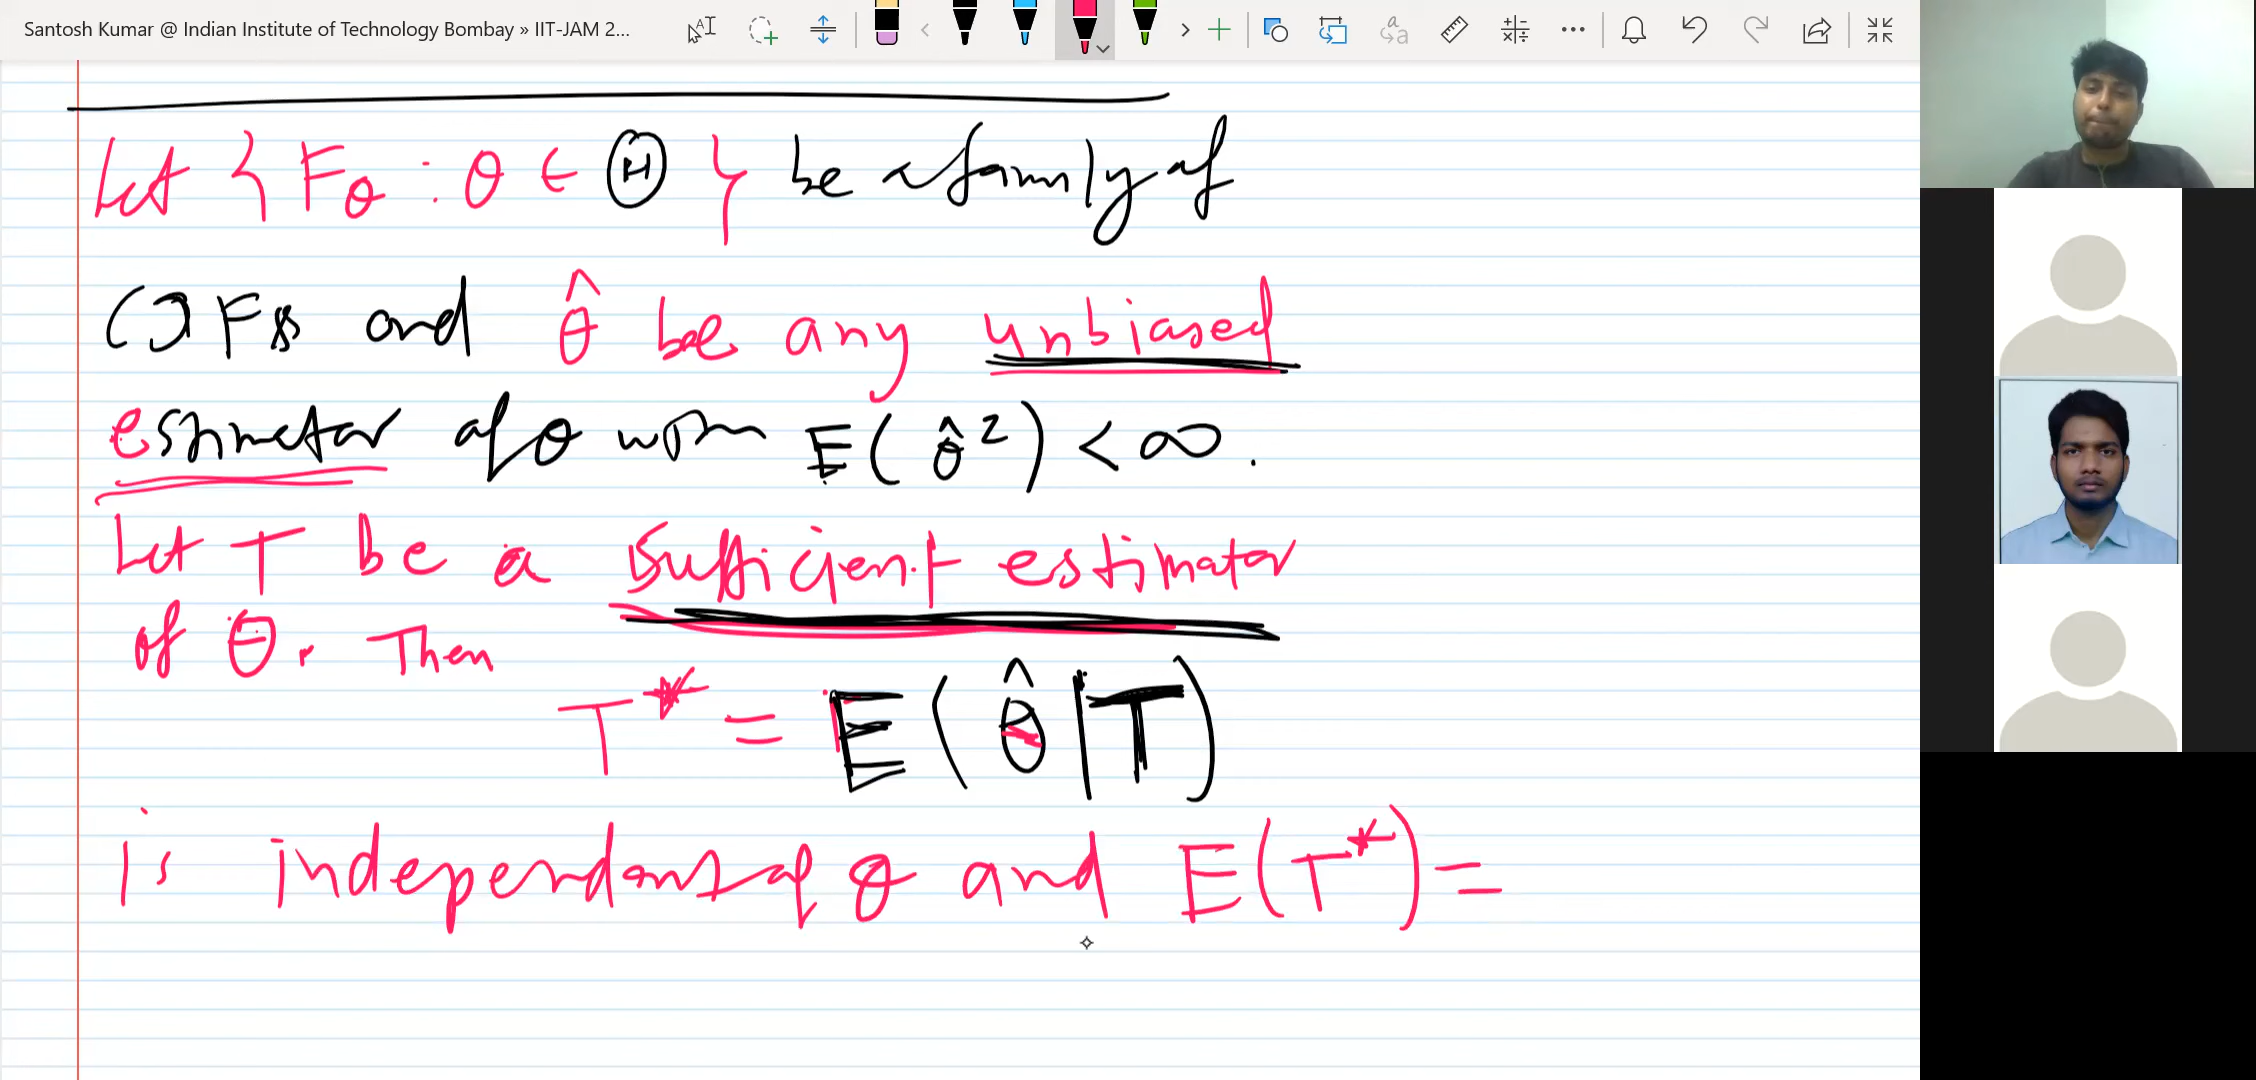 Santosh Kumar @ Indian Institute of Technology Bombay » IIT-JAM 2...
Let { Fθ : θ ∈ Θ } be a family of
CDFs and θ̂ be any unbiased
estimator of θ with E(θ̂²) < ∞.
Let T be a sufficient estimator
of θ. Then
T* = E(θ̂|T)
is independent of θ and E(T*) =